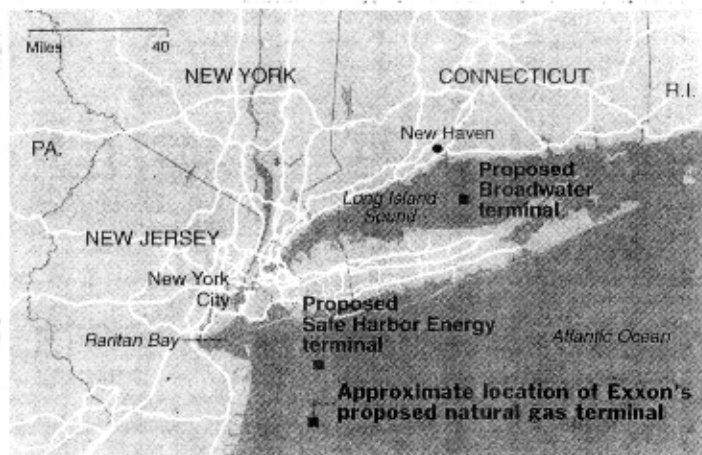 Miles 40
NEW YORK
CONNECTICUT
R.I.
New Haven
PA.
Proposed
Broadwater
terminal
Long Island
Sound
NEW JERSEY
New York
City
Proposed
Safe Harbor Energy
terminal
Raritan Bay
Atlantic Ocean
Approximate location of Exxon's
proposed natural gas terminal